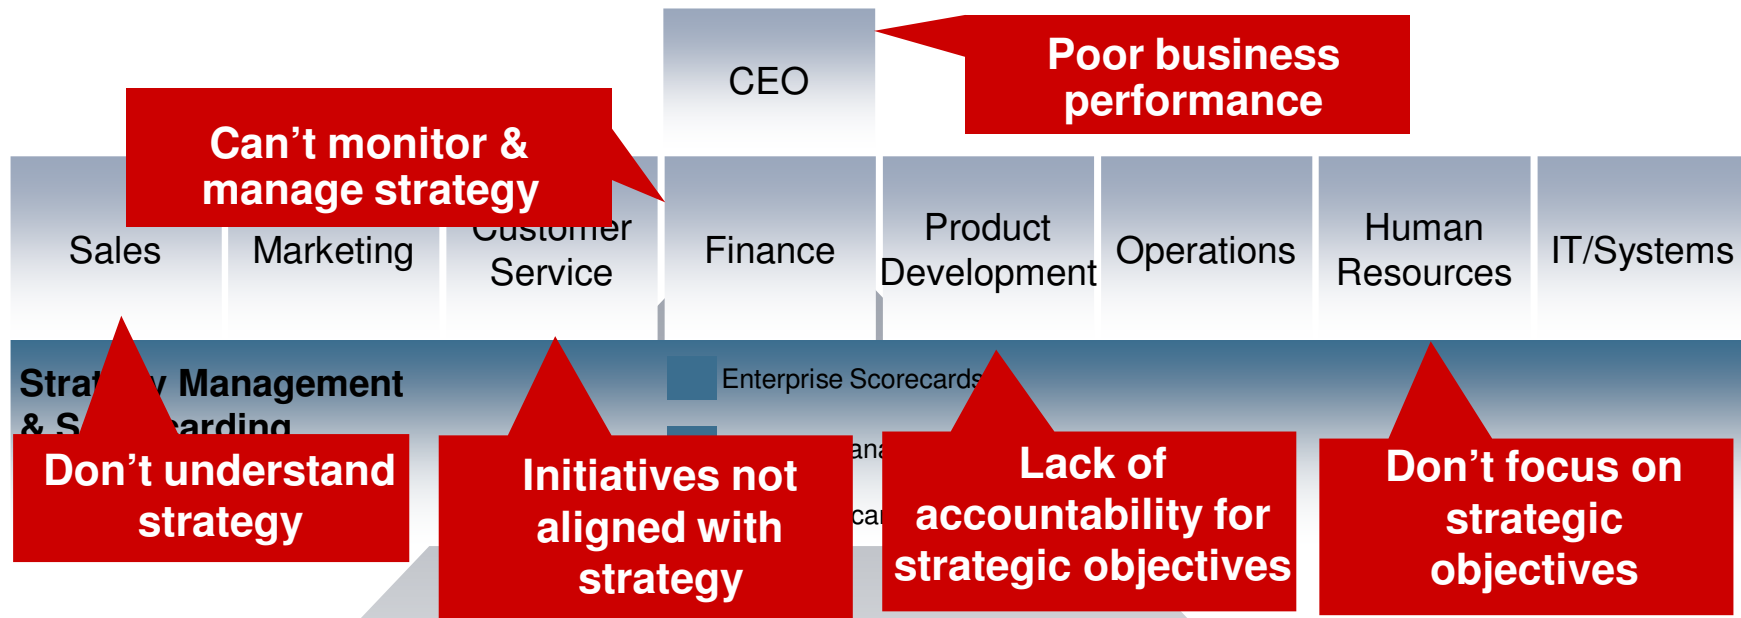 CEO
Poor business
performance
Can't monitor &
manage strategy
Sales
Marketing
Customer
Service
Finance
Product
Development
Operations
Human
Resources
IT/Systems
Management
Enterprise Scorecards
Don't understand
strategy
Initiatives not
aligned with
strategy
Lack of
accountability for
strategic objectives
Don't focus on
strategic
objectives